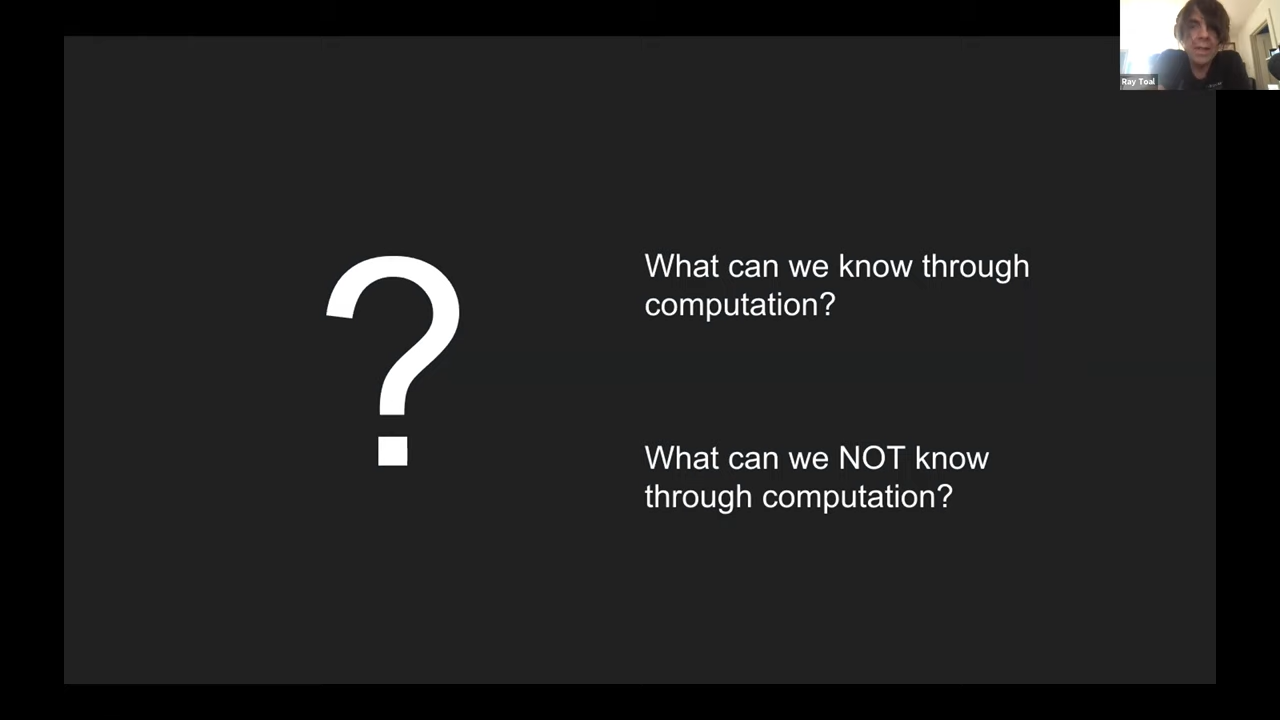 Ray Toal
?
What can we know through
computation?
What can we NOT know
through computation?